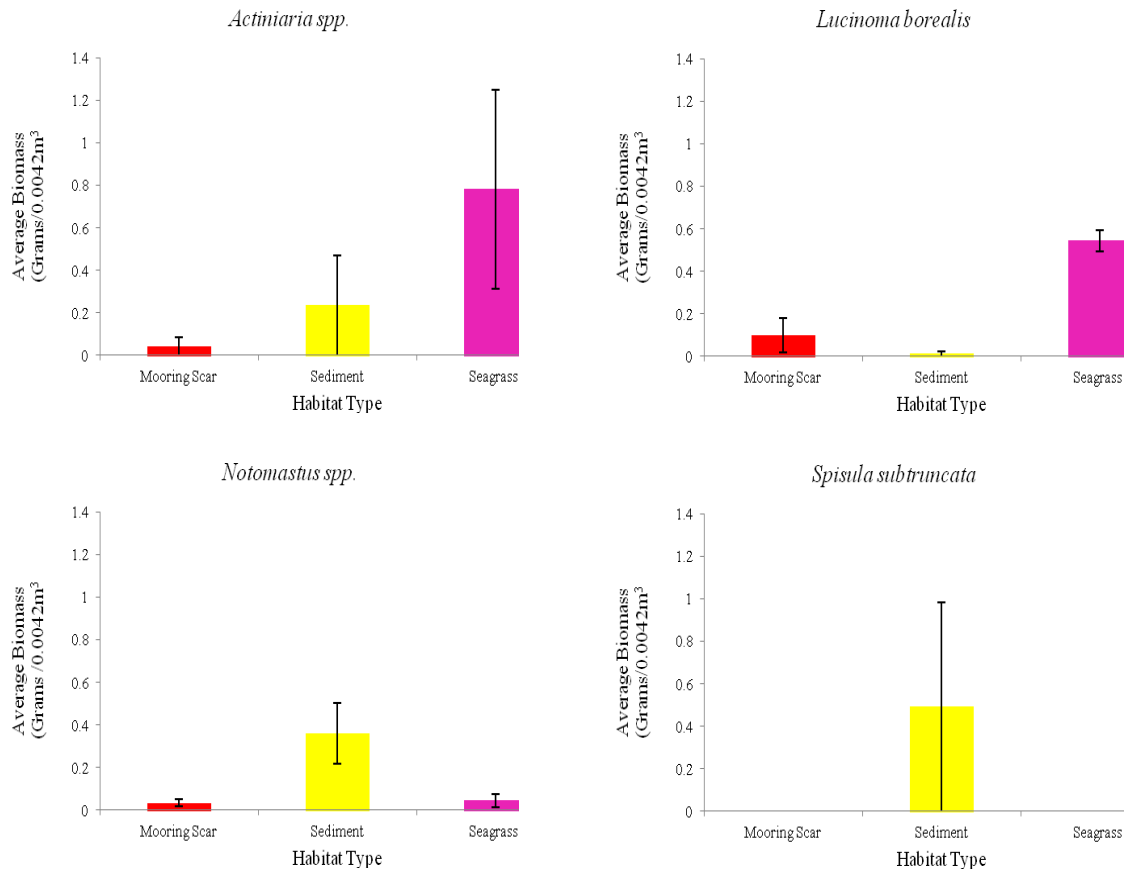 Actiniaria spp.
1.4
1.2
1
0.8
0.6
0.4
0.2
0
Average Biomass
(Grams/0.0042m³
Mooring Scar
Sediment
Seagrass
Habitat Type
Lucinoma borealis
1.4
1.2
1
0.8
0.6
0.4
0.2
0
Average Biomass
(Grams/0.0042m³
Mooring Scar
Sediment
Seagrass
Habitat Type
Notomastus spp.
1.4
1.2
1
0.8
0.6
0.4
0.2
0
Average Biomass
(Grams /0.0042m³
Mooring Scar
Sediment
Seagrass
Habitat Type
Spisula subtruncata
1.4
1.2
1
0.8
0.6
0.4
0.2
0
Average Biomass
(Grams/0.0042m³
Mooring Scar
Sediment
Seagrass
Habitat Type